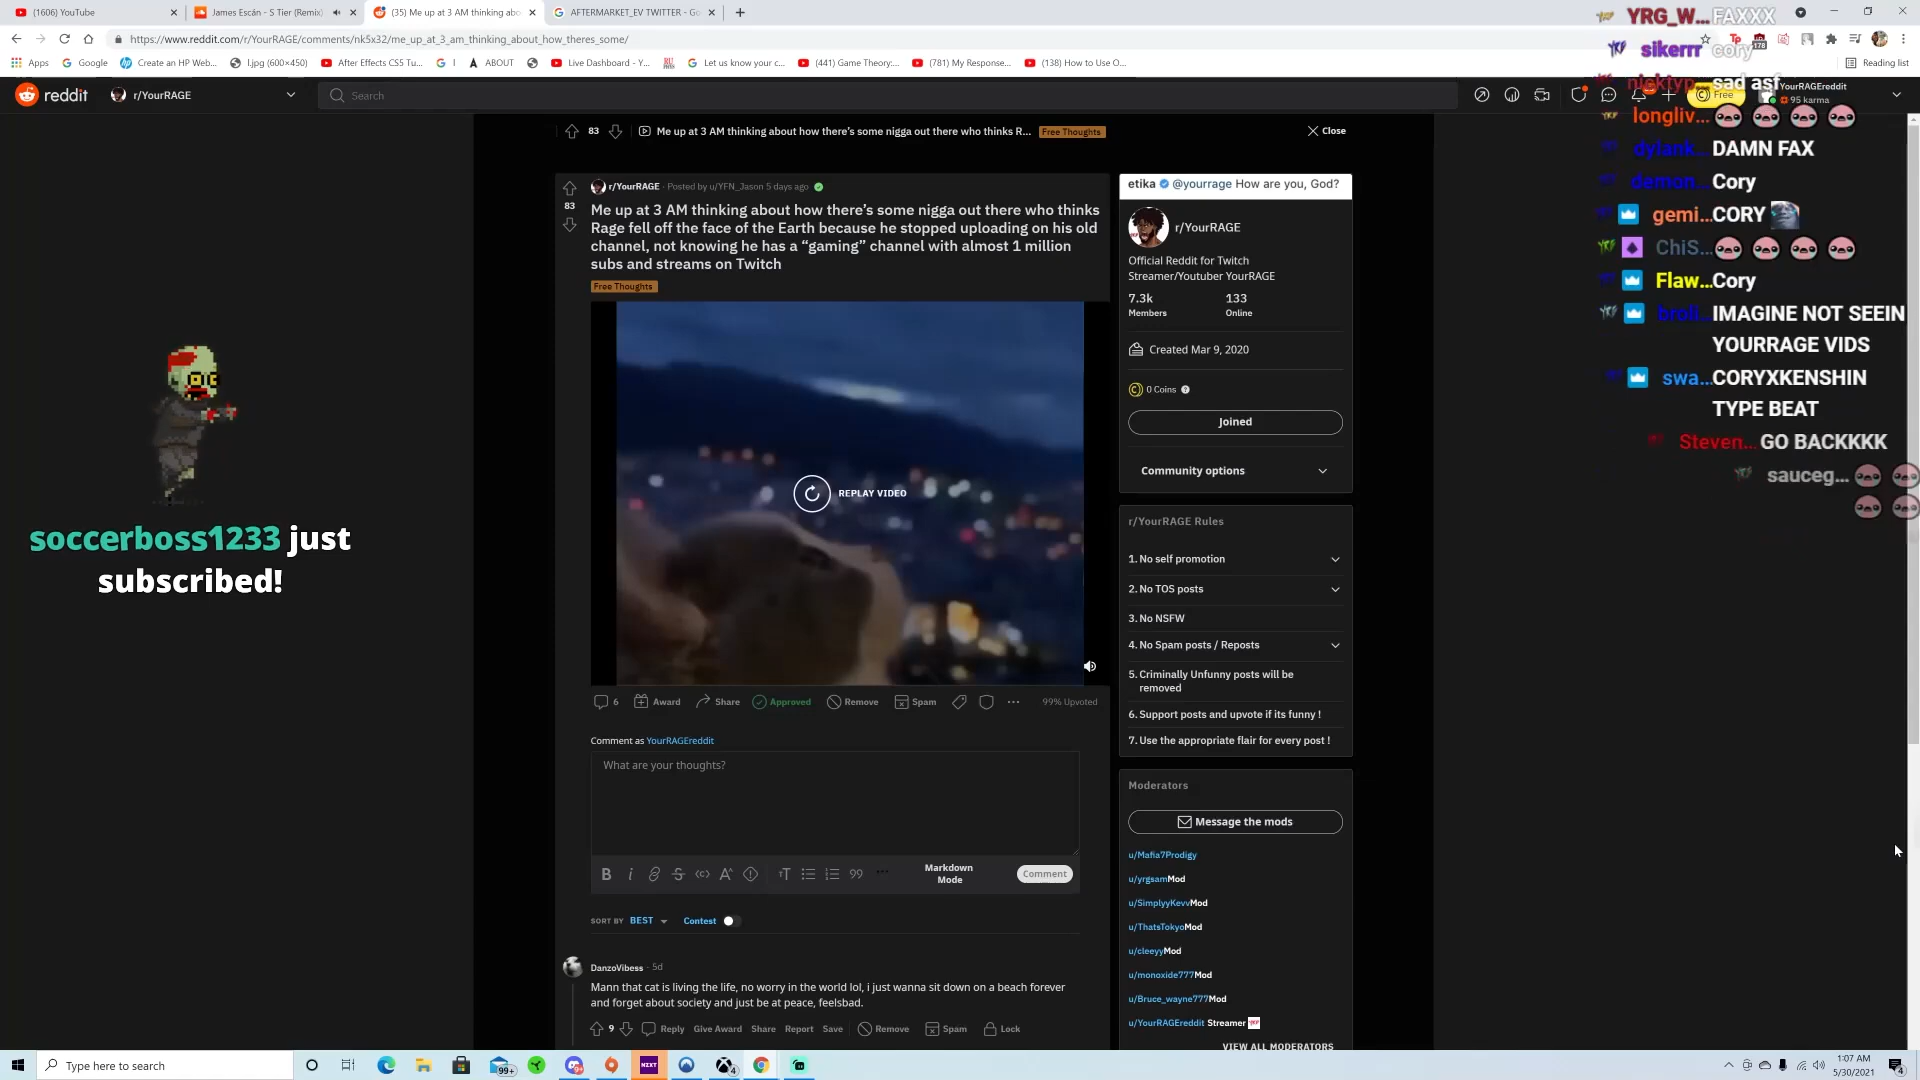 (1606) YouTube
James Escán - S Tier (Remix)
(35) Me up at 3 AM thinking abo
AFTERMARKET_EV TWITTER - Go
https://www.reddit.com/r/YourRAGE/comments/nk5x32/me_up_at_3_am_thinking_about_how_theres_some/
Apps
Google
Create an HP Web...
l.jpg (600×450)
After Effects CS5 Tu...
ABOUT
Live Dashboard - Y...
Let us know your c...
(441) Game Theory:...
(781) My Response...
(138) How to Use O...
Reading list
reddit
r/YourRAGE
Search
Free
YourRAGEreddit
95 karma
83
Me up at 3 AM thinking about how there's some nigga out there who thinks R...
Free Thoughts
Close
r/YourRAGE · Posted by u/YFN_Jason 5 days ago
83
Me up at 3 AM thinking about how there's some nigga out there who thinks
Rage fell off the face of the Earth because he stopped uploading on his old
channel, not knowing he has a “gaming” channel with almost 1 million
subs and streams on Twitch
Free Thoughts
REPLAY VIDEO
6
Award
Share
Approved
Remove
Spam
99% Upvoted
Comment as YourRAGEreddit
What are your thoughts?
Markdown
Mode
Comment
SORT BY BEST
Contest
DanzoVibess · 5d
Mann that cat is living the life, no worry in the world lol, i just wanna sit down on a beach forever
and forget about society and just be at peace, feelsbad.
9
Reply
Give Award
Share
Report
Save
Remove
Spam
Lock
etika @yourrage How are you, God?
r/YourRAGE
Official Reddit for Twitch
Streamer/Youtuber YourRAGE
7.3k
133
Members
Online
Created Mar 9, 2020
0 Coins
Joined
Community options
r/YourRAGE Rules
1. No self promotion
2. No TOS posts
3. No NSFW
4. No Spam posts / Reposts
5. Criminally Unfunny posts will be
removed
6. Support posts and upvote if its funny !
7. Use the appropriate flair for every post !
Moderators
Message the mods
u/Mafia7Prodigy
u/yrgsamMod
u/SimplyyKevvMod
u/ThatsTokyoMod
u/cleeyyMod
u/monoxide777Mod
u/Bruce_wayne777Mod
u/YourRAGEreddit Streamer
VIEW ALL MODERATORS
soccerboss1233 just
subscribed!
YRG_W... FAXXX
sikerrr cory
nicktyp... sad asf
longliv...
dylank... DAMN FAX
demon... Cory
gemi... CORY
ChiS...
Flaw... Cory
broli... IMAGINE NOT SEEIN
YOURRAGE VIDS
swa... CORYXKENSHIN
TYPE BEAT
Steven... GO BACKKKK
sauceg...
Type here to search
99+
NZXT
1:07 AM
5/30/2021